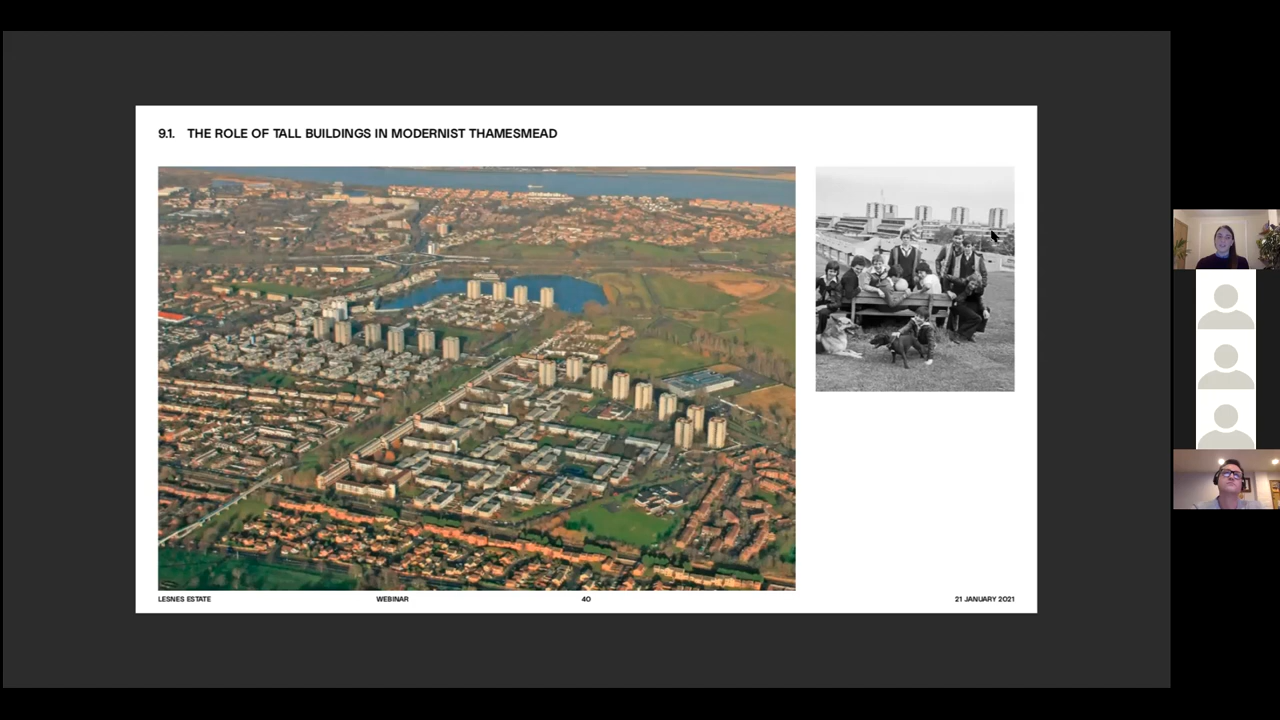 9.1. THE ROLE OF TALL BUILDINGS IN MODERNIST THAMESMEAD
LESNES ESTATE WEBINAR 40 21 JANUARY 2021